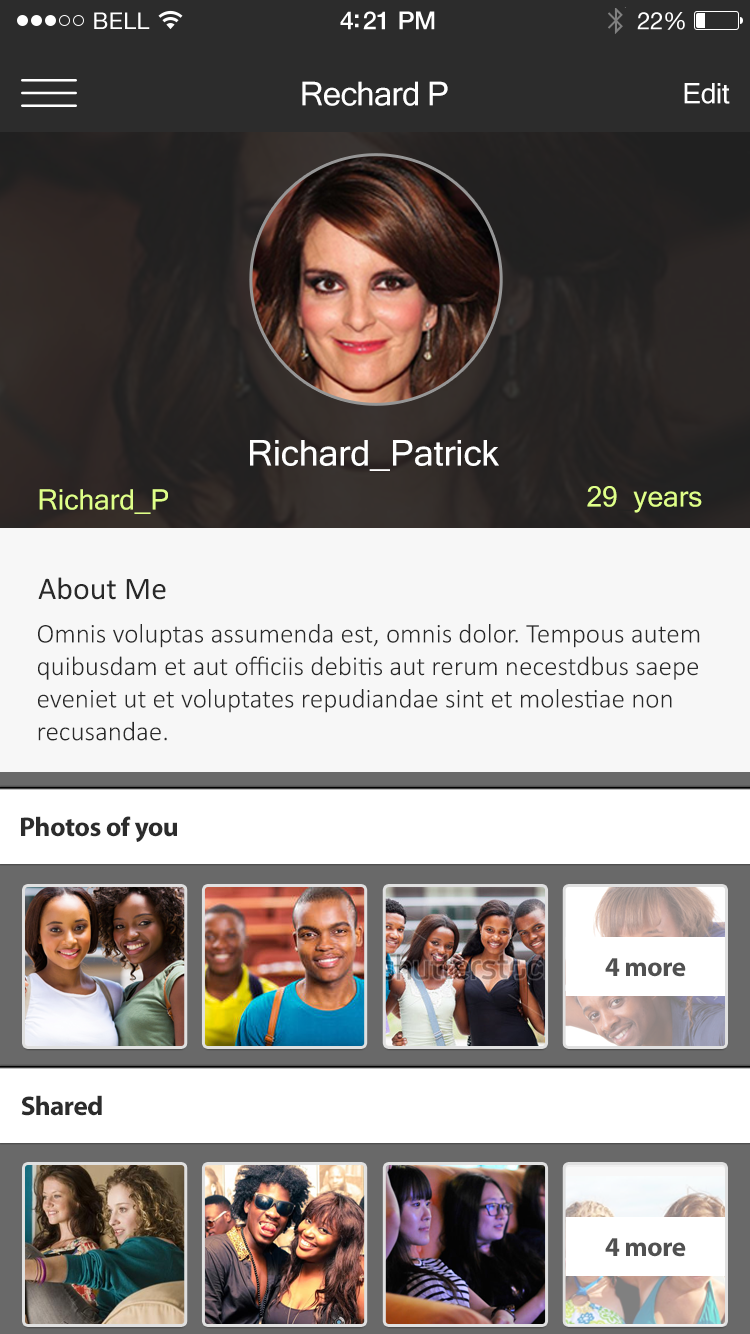 BELL 4:21 PM 22%
Rechard P Edit
Richard_Patrick
Richard_P 29 years
About Me
Omnis voluptas assumenda est, omnis dolor. Tempous autem
quibusdam et aut officiis debitis aut rerum necestdbus saepe
eveniet ut et voluptates repudiandae sint et molestiae non
recusandae.
Photos of you
shutterstock
4 more
Shared
4 more